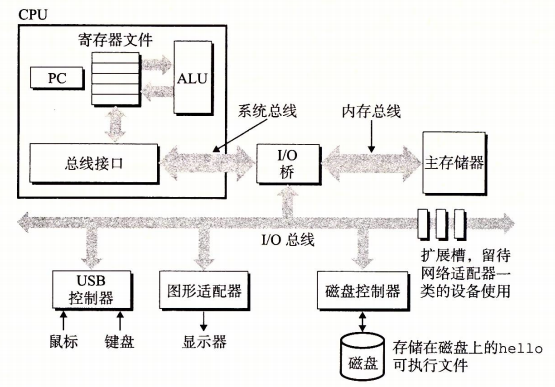 CPU
寄存器文件
PC
ALU
系统总线
内存总线
总线接口
I/O
桥
主存储器
I/O 总线
扩展槽，留待
网络适配器一
类的设备使用
USB
控制器
图形适配器
磁盘控制器
鼠标
键盘
显示器
磁盘
存储在磁盘上的hello
可执行文件